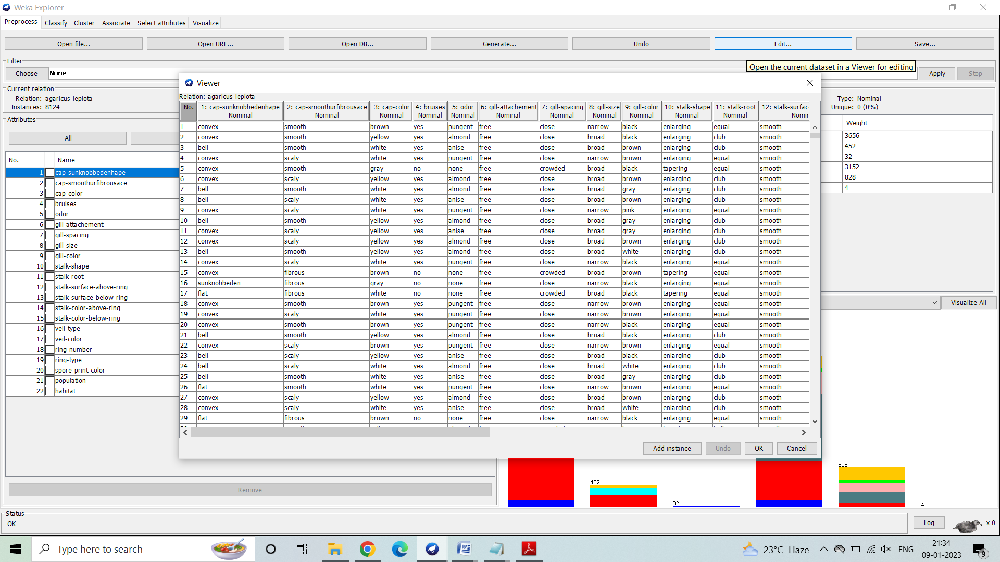 Weka Explorer
Preprocess Classify Cluster Associate Select attributes Visualize
Open file... Open URL... Open DB... Generate... Undo Edit... Save...
Filter
Choose None Apply Stop
Open the current dataset in a Viewer for editing
Current relation
Relation: agaricus-lepiota
Instances: 8124
Attributes
All
No. Name
1 cap-sunknobbedenhape
2 cap-smoothurfibrousace
3 cap-color
4 bruises
5 odor
6 gill-attachement
7 gill-spacing
8 gill-size
9 gill-color
10 stalk-shape
11 stalk-root
12 stalk-surface-above-ring
13 stalk-surface-below-ring
14 stalk-color-above-ring
15 stalk-color-below-ring
16 veil-type
17 veil-color
18 ring-number
19 ring-type
20 spore-print-color
21 population
22 habitat
Remove
Viewer
Relation: agaricus-lepiota
No. 1: cap-sunknobbedenhape 2: cap-smoothurfibrousace 3: cap-color 4: bruises 5: odor 6: gill-attachement 7: gill-spacing 8: gill-size 9: gill-color 10: stalk-shape 11: stalk-root 12: stalk-surface
Nominal Nominal Nominal Nominal Nominal Nominal Nominal Nominal Nominal Nominal Nominal Nomin
1 convex smooth brown yes pungent free close narrow black enlarging equal smooth
2 convex smooth yellow yes almond free close broad black enlarging club smooth
3 bell smooth white yes anise free close broad brown enlarging club smooth
4 convex scaly white yes pungent free close narrow brown enlarging equal smooth
5 convex smooth gray no none free crowded broad black tapering equal smooth
6 convex scaly yellow yes almond free close broad brown enlarging club smooth
7 bell smooth white yes almond free close broad gray enlarging club smooth
8 bell scaly white yes anise free close broad brown enlarging club smooth
9 convex scaly white yes pungent free close narrow pink enlarging equal smooth
10 bell smooth yellow yes almond free close broad gray enlarging club smooth
11 convex scaly yellow yes anise free close broad gray enlarging club smooth
12 convex scaly yellow yes almond free close broad brown enlarging club smooth
13 bell smooth yellow yes almond free close broad white enlarging club smooth
14 convex scaly white yes pungent free close narrow black enlarging equal smooth
15 convex fibrous brown no none free crowded broad brown tapering equal smooth
16 sunknobbeden fibrous gray no none free close narrow black enlarging equal smooth
17 flat fibrous white no none free crowded broad black tapering equal smooth
18 convex smooth brown yes pungent free close narrow brown enlarging equal smooth
19 convex scaly white yes pungent free close narrow brown enlarging equal smooth
20 convex smooth brown yes pungent free close narrow black enlarging equal smooth
21 bell smooth yellow yes almond free close broad black enlarging club smooth
22 convex scaly brown yes pungent free close narrow brown enlarging equal smooth
23 bell scaly yellow yes anise free close broad black enlarging club smooth
24 bell scaly white yes almond free close broad white enlarging club smooth
25 bell smooth white yes anise free close broad gray enlarging club smooth
26 flat smooth white yes pungent free close narrow brown enlarging equal smooth
27 convex scaly yellow yes almond free close broad brown enlarging club smooth
28 convex scaly white yes anise free close broad white enlarging club smooth
29 flat fibrous brown no none free close narrow black enlarging equal smooth
Add instance Undo OK Cancel
Type: Nominal
Unique: 0 (0%)
Weight
3656
452
32
3152
828
4
Visualize All
452
32
828
4
Status
OK
Log x 0
Type here to search
23°C Haze ENG 21:34
09-01-2023 9